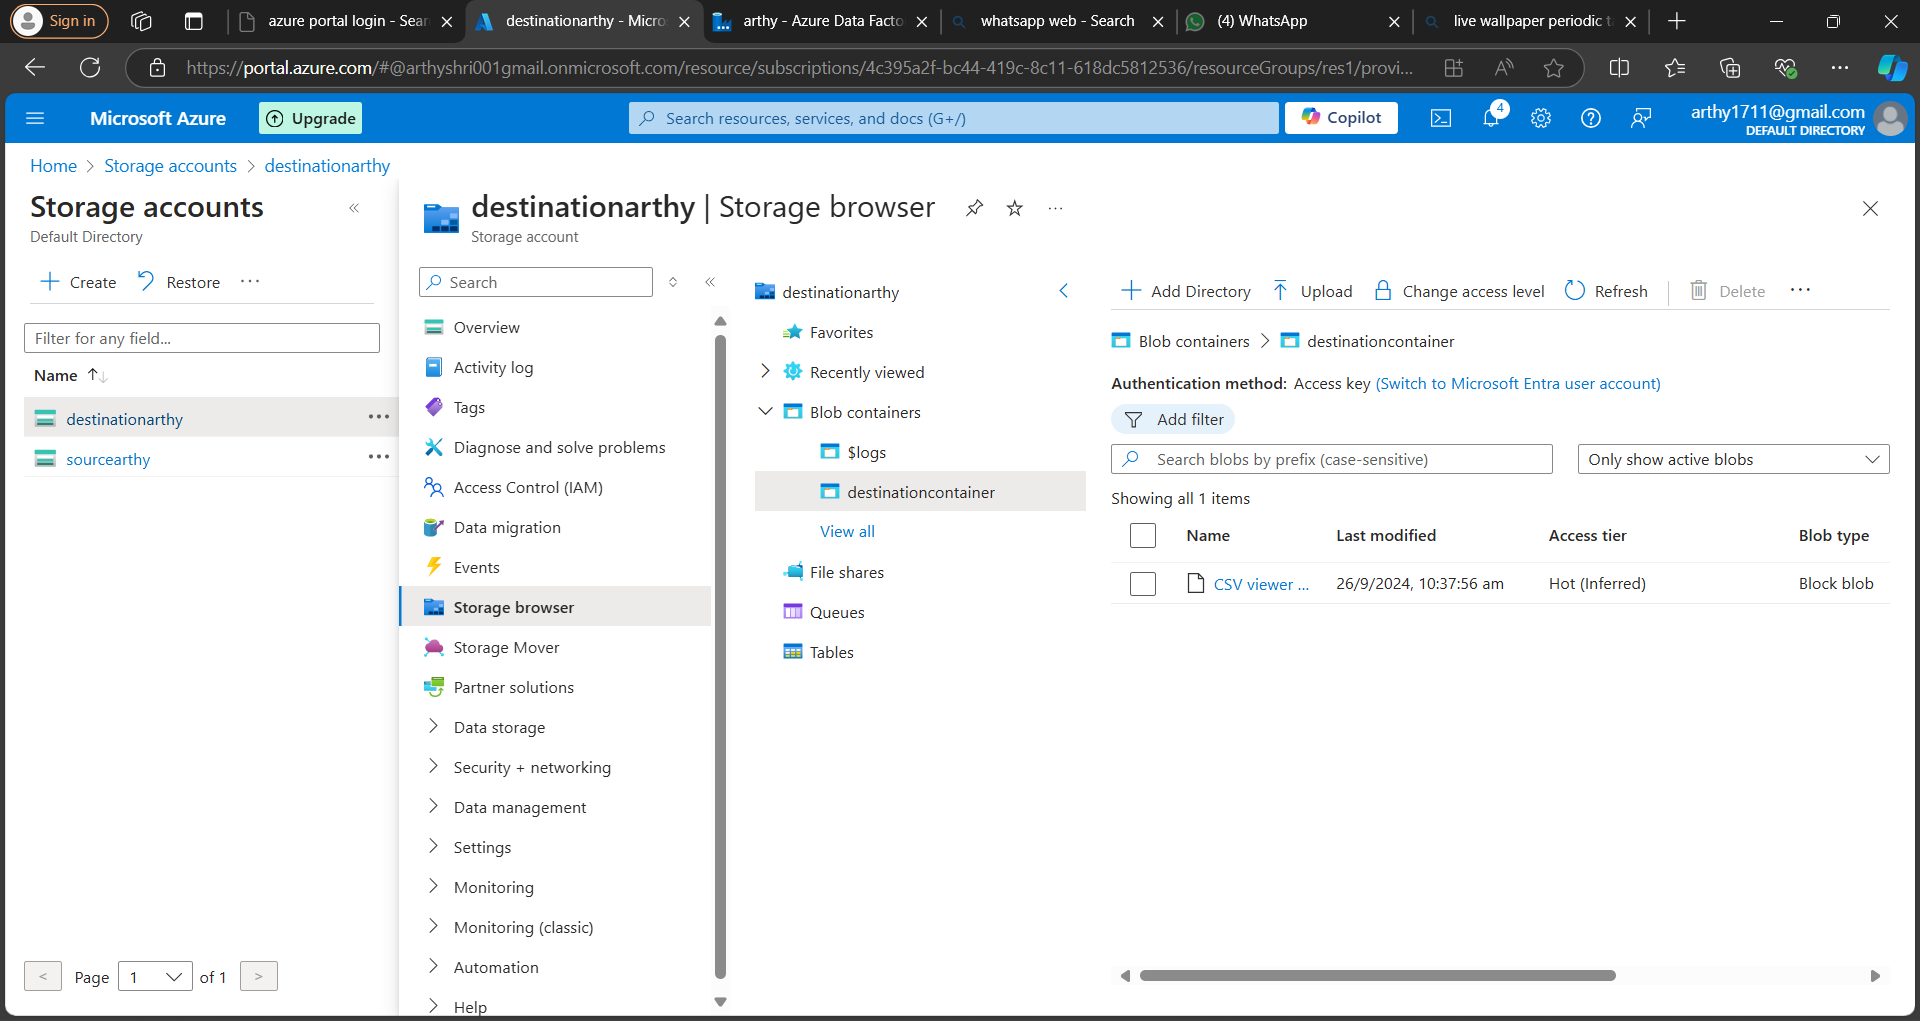 Sign in
azure portal login - Sear
destinationarthy - Micro
arthy - Azure Data Facto
whatsapp web - Search
(4) WhatsApp
live wallpaper periodic t
https://portal.azure.com/#@arthyshri001gmail.onmicrosoft.com/resource/subscriptions/4c395a2f-bc44-419c-8c11-618dc5812536/resourceGroups/res1/provi...
Microsoft Azure
Upgrade
Search resources, services, and docs (G+/)
Copilot
4
arthy1711@gmail.com
DEFAULT DIRECTORY
Home > Storage accounts > destinationarthy
Storage accounts
Default Directory
Create
Restore
Filter for any field...
Name
destinationarthy
sourcearthy
< Page 1 of 1 >
destinationarthy | Storage browser
Storage account
Search
Overview
Activity log
Tags
Diagnose and solve problems
Access Control (IAM)
Data migration
Events
Storage browser
Storage Mover
Partner solutions
Data storage
Security + networking
Data management
Settings
Monitoring
Monitoring (classic)
Automation
Help
destinationarthy
Favorites
Recently viewed
Blob containers
$logs
destinationcontainer
View all
File shares
Queues
Tables
Add Directory
Upload
Change access level
Refresh
Delete
Blob containers > destinationcontainer
Authentication method: Access key (Switch to Microsoft Entra user account)
Add filter
Search blobs by prefix (case-sensitive)
Only show active blobs
Showing all 1 items
Name Last modified Access tier Blob type
CSV viewer ... 26/9/2024, 10:37:56 am Hot (Inferred) Block blob